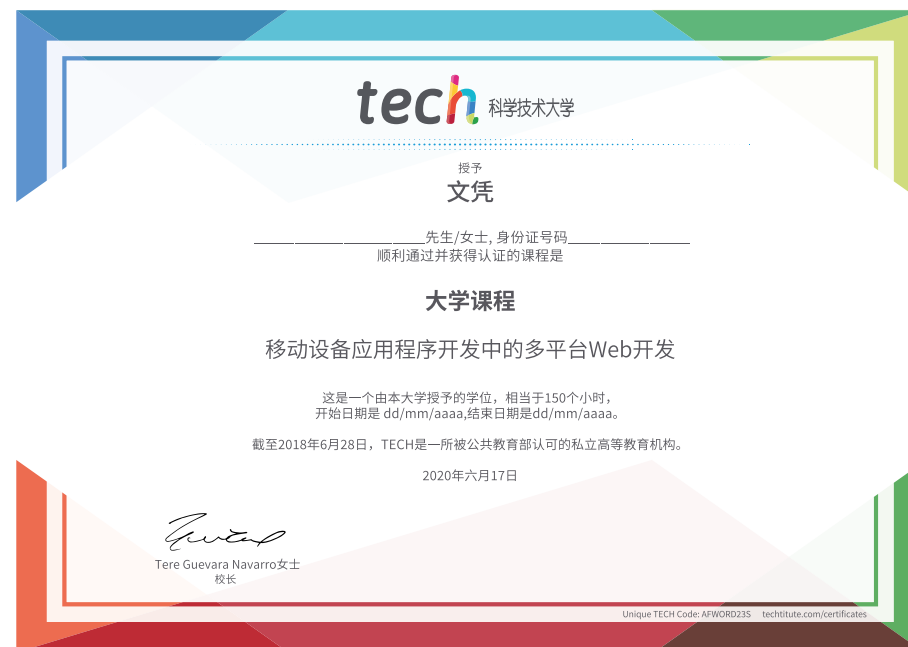 tech 科学技术大学
授予
文凭
先生/女士, 身份证号码
顺利通过并获得认证的课程是
大学课程
移动设备应用程序开发中的多平台Web开发
这是一个由本大学授予的学位，相当于150个小时，
开始日期是 dd/mm/aaaa,结束日期是dd/mm/aaaa。
截至2018年6月28日，TECH是一所被公共教育部认可的私立高等教育机构。
2020年六月17日
Tere Guevara Navarro女士
校长
Unique TECH Code: AFWORD23S techtitute.com/certificates